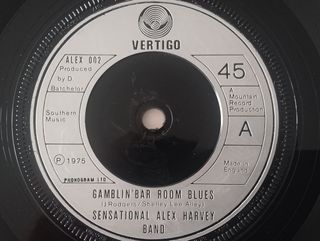 VERTIGO
ALEX 002
Produced
by D.
Batchelor
Southern
Music
℗ 1975
PHONOGRAM LTD
45
A
Mountain
Record
Production
A
Made in
England
GAMBLIN' BAR ROOM BLUES
(J Rodgers/Shelley Lee Alley)
SENSATIONAL ALEX HARVEY
BAND